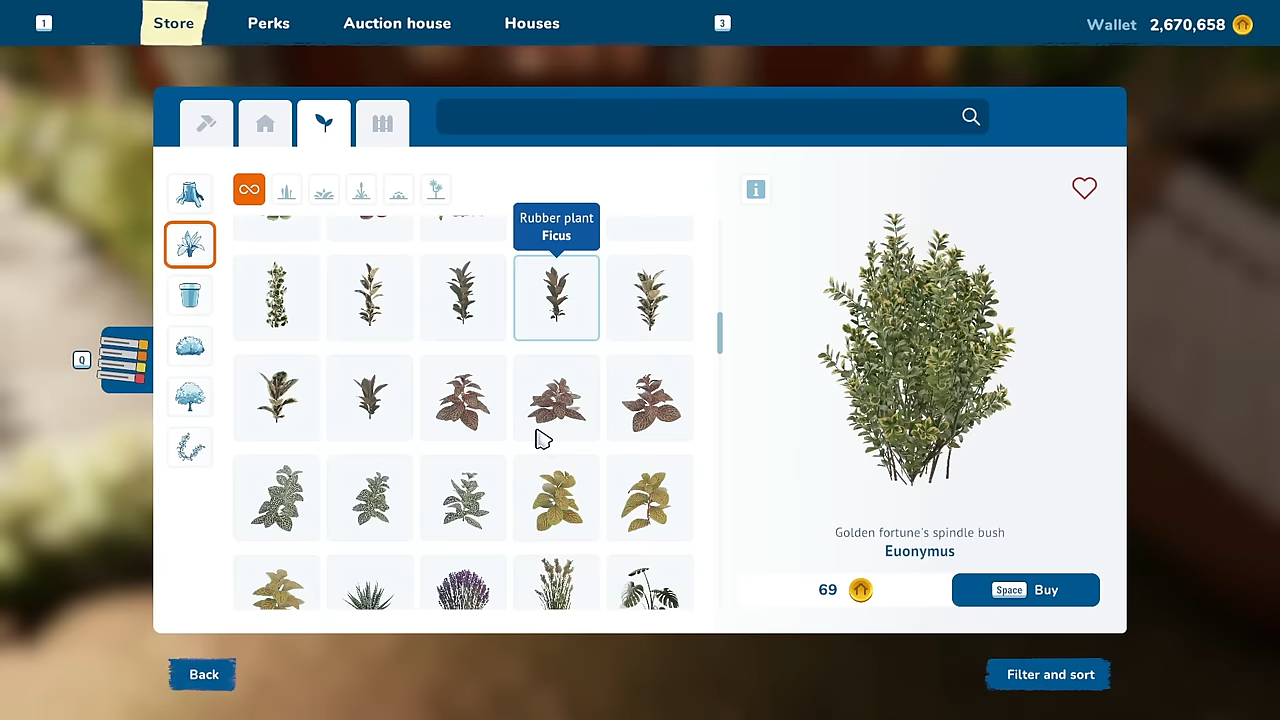 1
Store
Perks
Auction house
Houses
3
Wallet 2,670,658
Rubber plant
Ficus
Q
Golden fortune's spindle bush
Euonymus
69
Space Buy
Back
Filter and sort